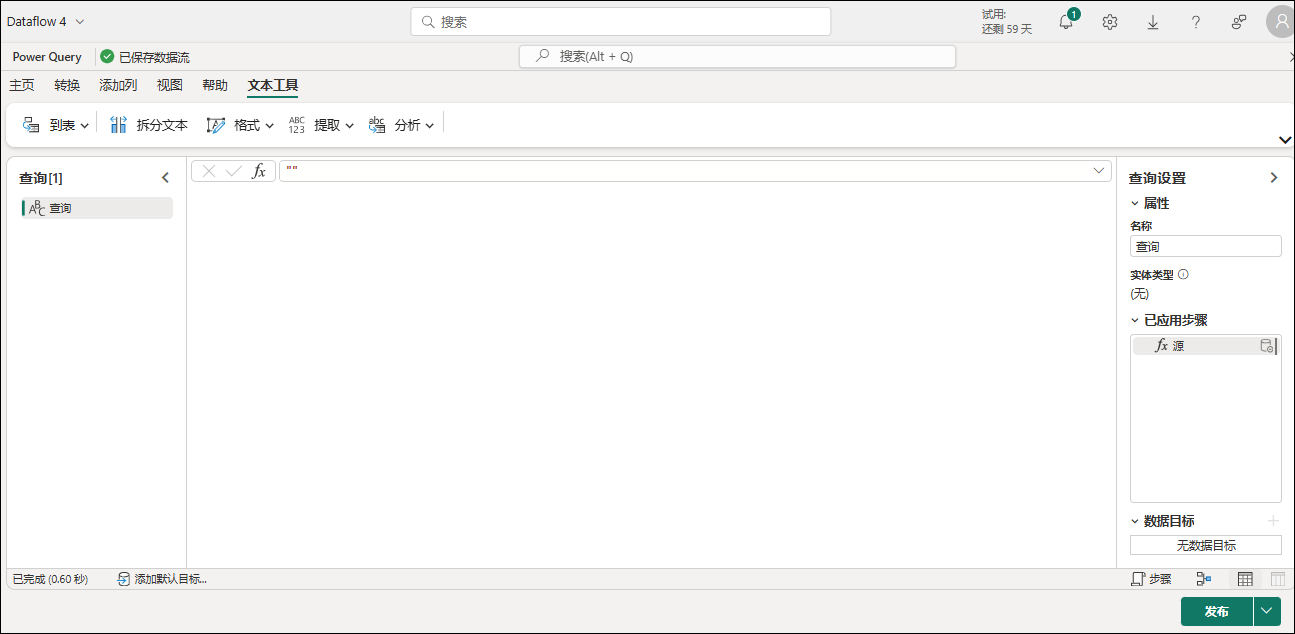 Dataflow 4
搜索
试用:
还剩 59 天
1
Power Query
已保存数据流
搜索(Alt + Q)
主页 转换 添加列 视图 帮助 文本工具
到表 拆分文本 格式 ABC 123 提取 abc 分析
查询[1]
fx ""
查询设置
ABC 查询
属性
名称
查询
实体类型
(无)
已应用步骤
fx 源
数据目标
无数据目标
已完成 (0.60 秒) 添加默认目标... 步骤
发布